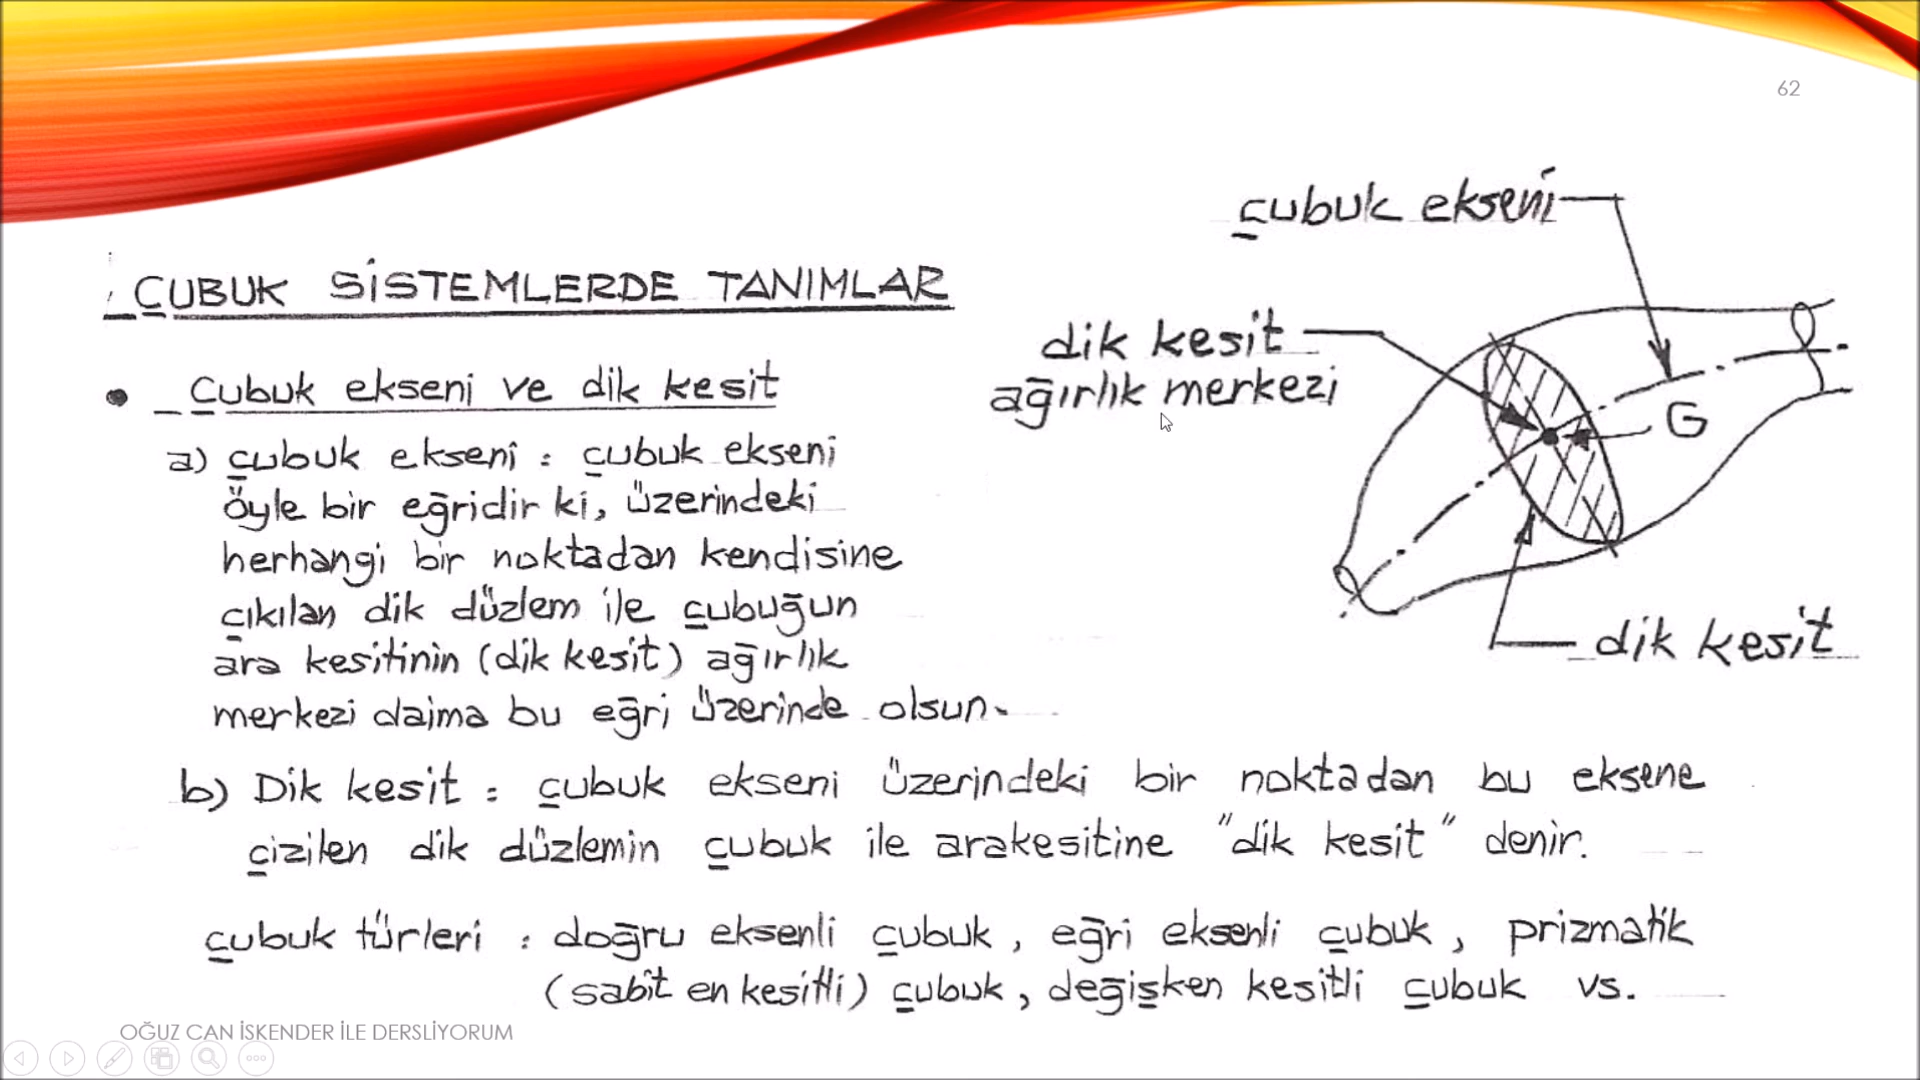 62
ÇUBUK SİSTEMLERDE TANIMLAR
• Çubuk ekseni ve dik kesit
a) çubuk ekseni : çubuk ekseni
öyle bir eğridir ki, üzerindeki
herhangi bir noktadan kendisine
çıkılan dik düzlem ile çubuğun
ara kesitinin (dik kesit) ağırlık
merkezi daima bu eğri üzerinde olsun.
çubuk ekseni
dik kesit
ağırlık merkezi
G
dik kesit
b) Dik kesit : çubuk ekseni üzerindeki bir noktadan bu eksene
çizilen dik düzlemin çubuk ile arakesitine "dik kesit" denir.
çubuk türleri : doğru eksenli çubuk, eğri eksenli çubuk, prizmatik
(sabit en kesitli) çubuk, değişken kesitli çubuk vs.
OĞUZ CAN İSKENDER İLE DERSLİYORUM